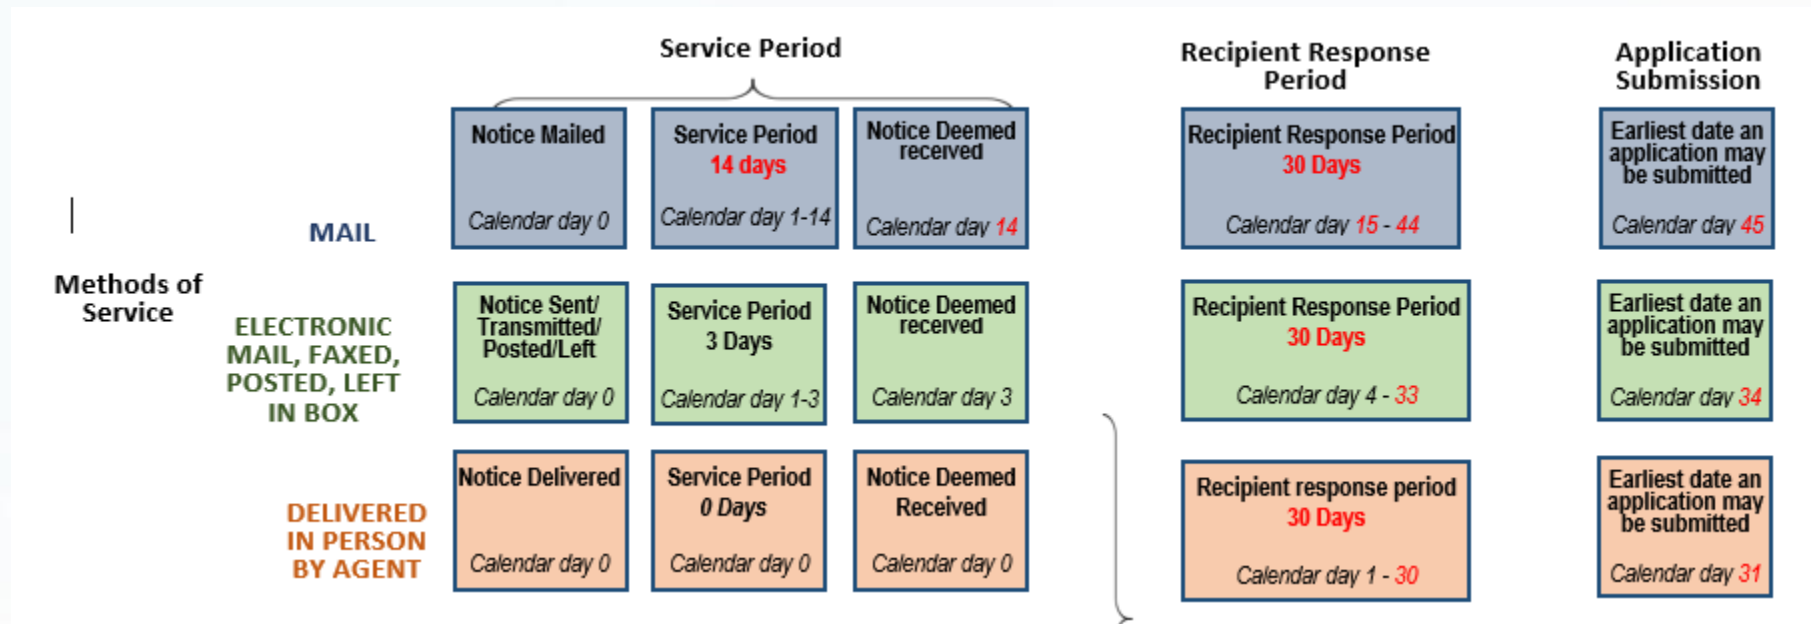 Service Period
Recipient Response
Period
Application
Submission
Methods of
Service
MAIL
Notice Mailed
Calendar day 0
Service Period
14 days
Calendar day 1-14
Notice Deemed
received
Calendar day 14
Recipient Response Period
30 Days
Calendar day 15 - 44
Earliest date an
application may
be submitted
Calendar day 45
ELECTRONIC
MAIL, FAXED,
POSTED, LEFT
IN BOX
Notice Sent/
Transmitted/
Posted/Left
Calendar day 0
Service Period
3 Days
Calendar day 1-3
Notice Deemed
received
Calendar day 3
Recipient Response Period
30 Days
Calendar day 4 - 33
Earliest date an
application may
be submitted
Calendar day 34
DELIVERED
IN PERSON
BY AGENT
Notice Delivered
Calendar day 0
Service Period
0 Days
Calendar day 0
Notice Deemed
Received
Calendar day 0
Recipient response period
30 Days
Calendar day 1 - 30
Earliest date an
application may
be submitted
Calendar day 31